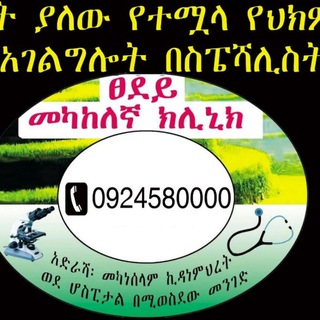 ት ያለው የተሟላ የህክም
አገልግሎት በስፔሻሊስት
ፀደይ
መካከለኛ ክሊኒክ
0924580000
አድራሻ፡ መካነሰላም ኪዳነምህረት
ወደ ሆስፒታል በሚወስደው መንገድ